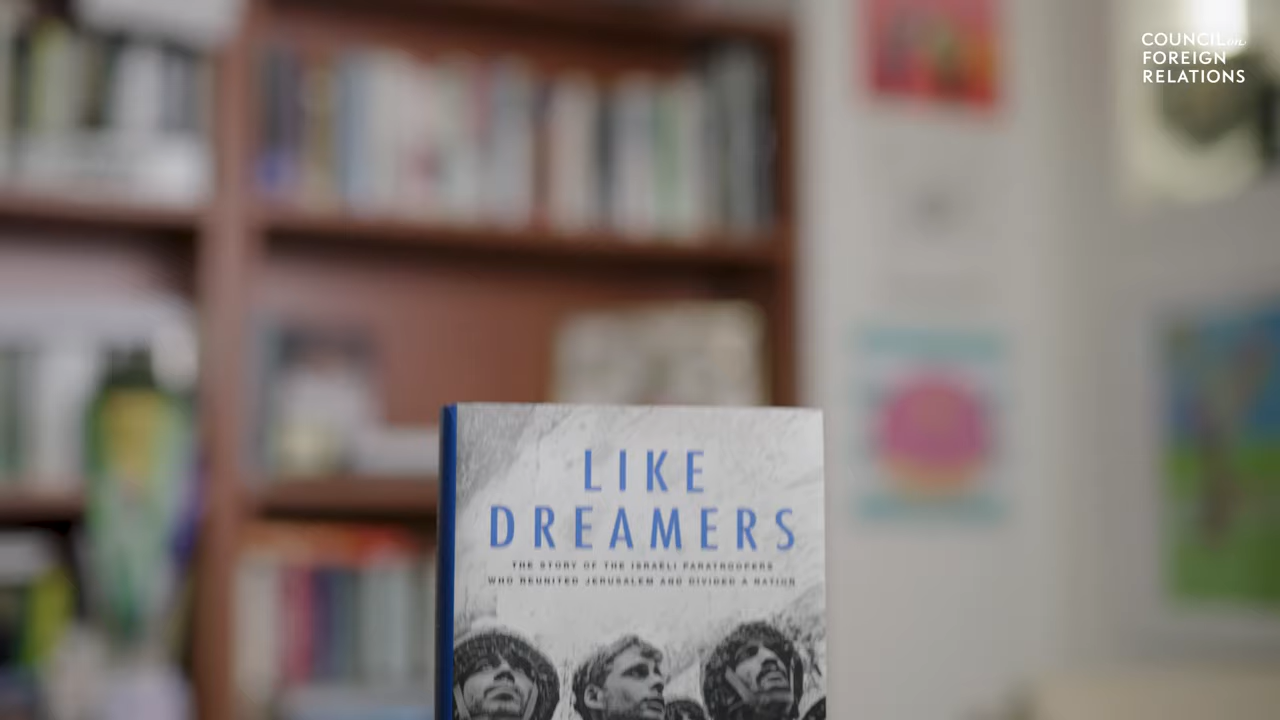 COUNCIL on
FOREIGN
RELATIONS
LIKE
DREAMERS
THE STORY OF THE ISRAELI PARATROOPERS
WHO REUNITED JERUSALEM AND DIVIDED A NATION